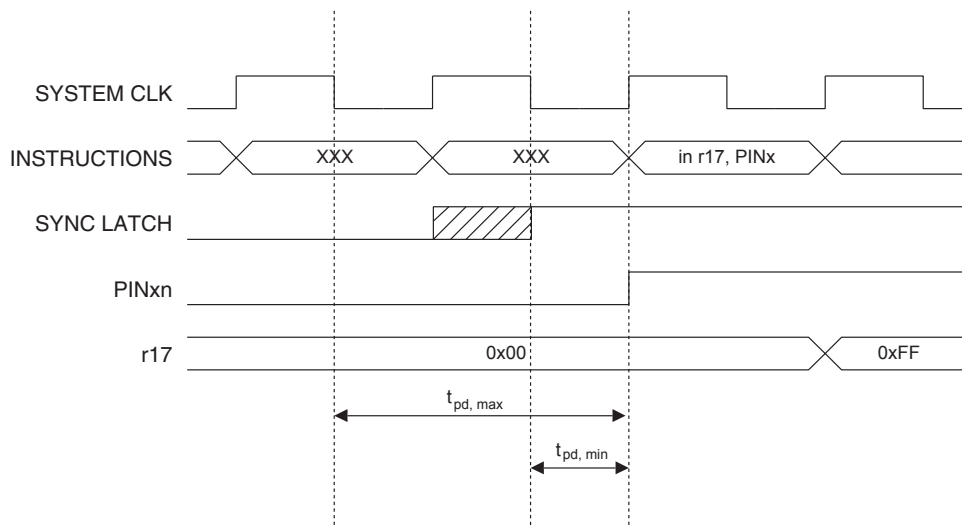 SYSTEM CLK
INSTRUCTIONS XXX XXX in r17, PINx
SYNC LATCH
PINxn
r17 0x00 0xFF
tpd, max
tpd, min